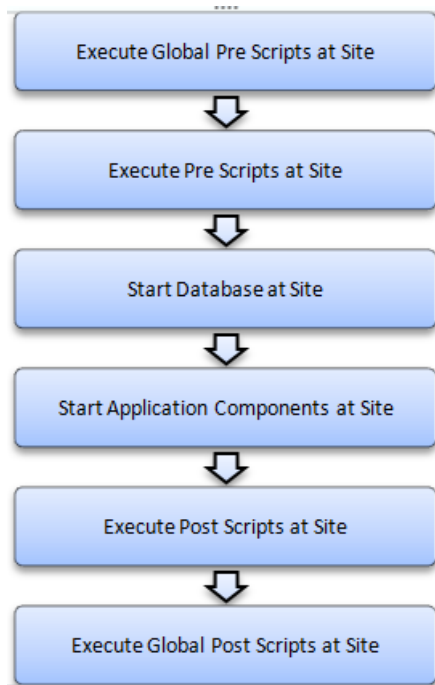 Execute Global Pre Scripts at Site
Execute Pre Scripts at Site
Start Database at Site
Start Application Components at Site
Execute Post Scripts at Site
Execute Global Post Scripts at Site